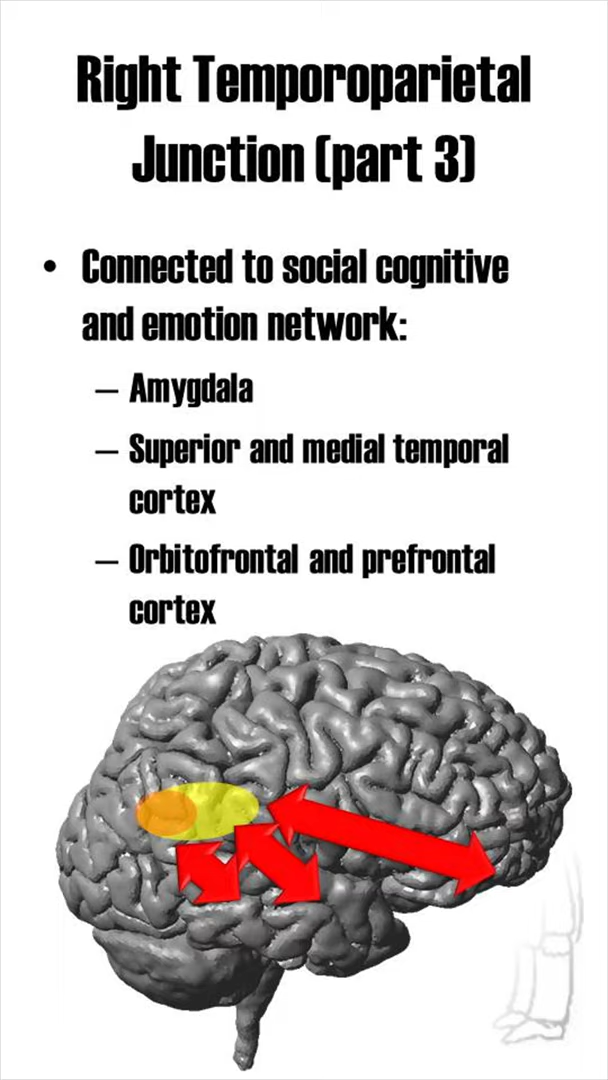 Right Temporoparietal
Junction (part 3)
• Connected to social cognitive
and emotion network:
– Amygdala
– Superior and medial temporal
cortex
– Orbitofrontal and prefrontal
cortex